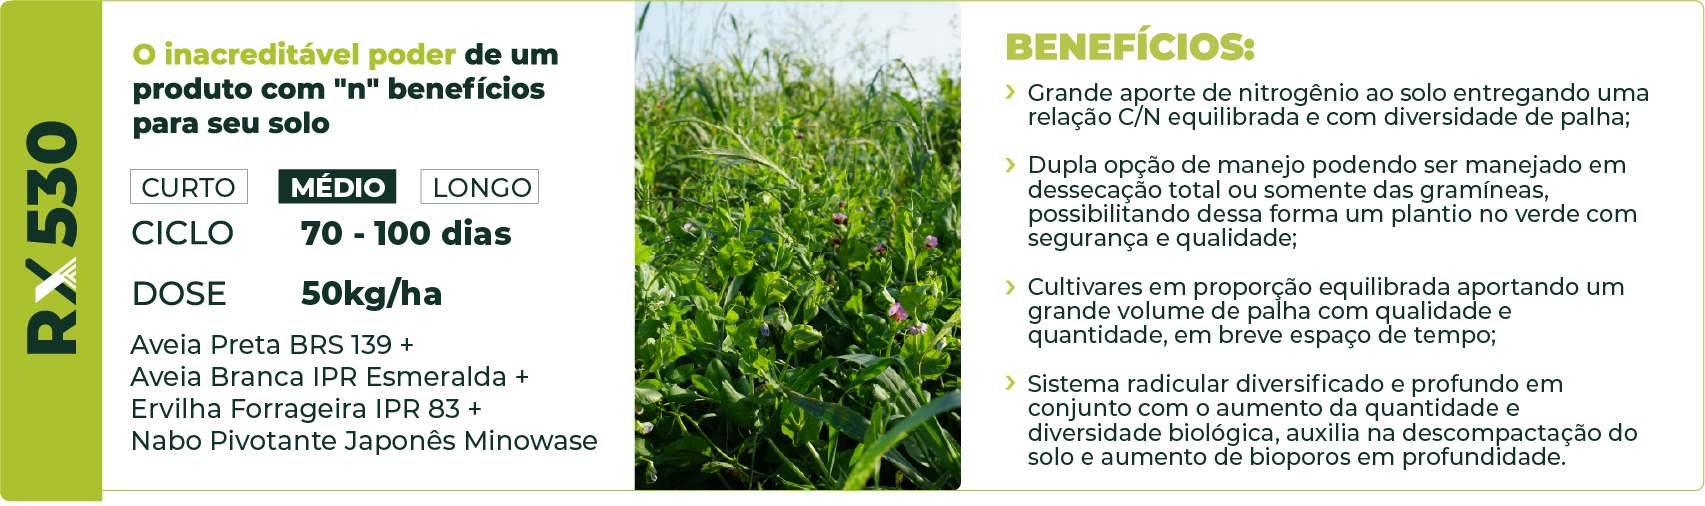 RX 530
O inacreditável poder de um
produto com "n" benefícios
para seu solo
CURTO MÉDIO LONGO
CICLO 70 - 100 dias
DOSE 50kg/ha
Aveia Preta BRS 139 +
Aveia Branca IPR Esmeralda +
Ervilha Forrageira IPR 83 +
Nabo Pivotante Japonês Minowase
BENEFÍCIOS:
› Grande aporte de nitrogênio ao solo entregando uma
relação C/N equilibrada e com diversidade de palha;
› Dupla opção de manejo podendo ser manejado em
dessecação total ou somente das gramíneas,
possibilitando dessa forma um plantio no verde com
segurança e qualidade;
› Cultivares em proporção equilibrada aportando um
grande volume de palha com qualidade e
quantidade, em breve espaço de tempo;
› Sistema radicular diversificado e profundo em
conjunto com o aumento da quantidade e
diversidade biológica, auxilia na descompactação do
solo e aumento de bioporos em profundidade.